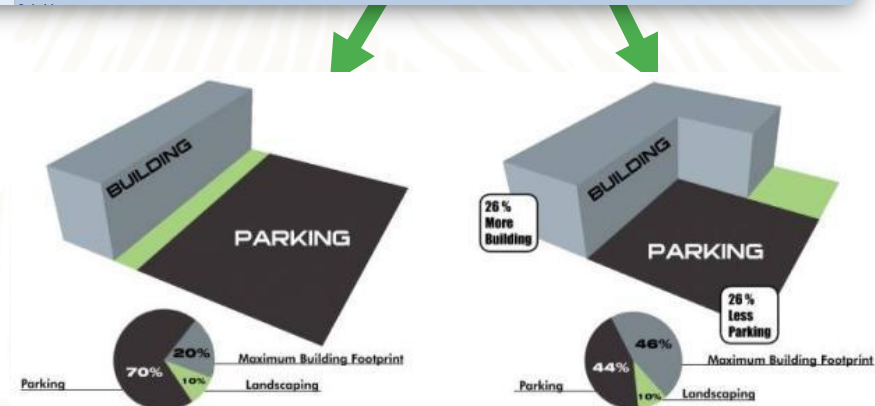 BUILDING
PARKING
20%
70%
10%
Maximum Building Footprint
Parking
Landscaping
BUILDING
26 %
More
Building
PARKING
26 %
Less
Parking
46%
44%
10%
Maximum Building Footprint
Parking
Landscaping